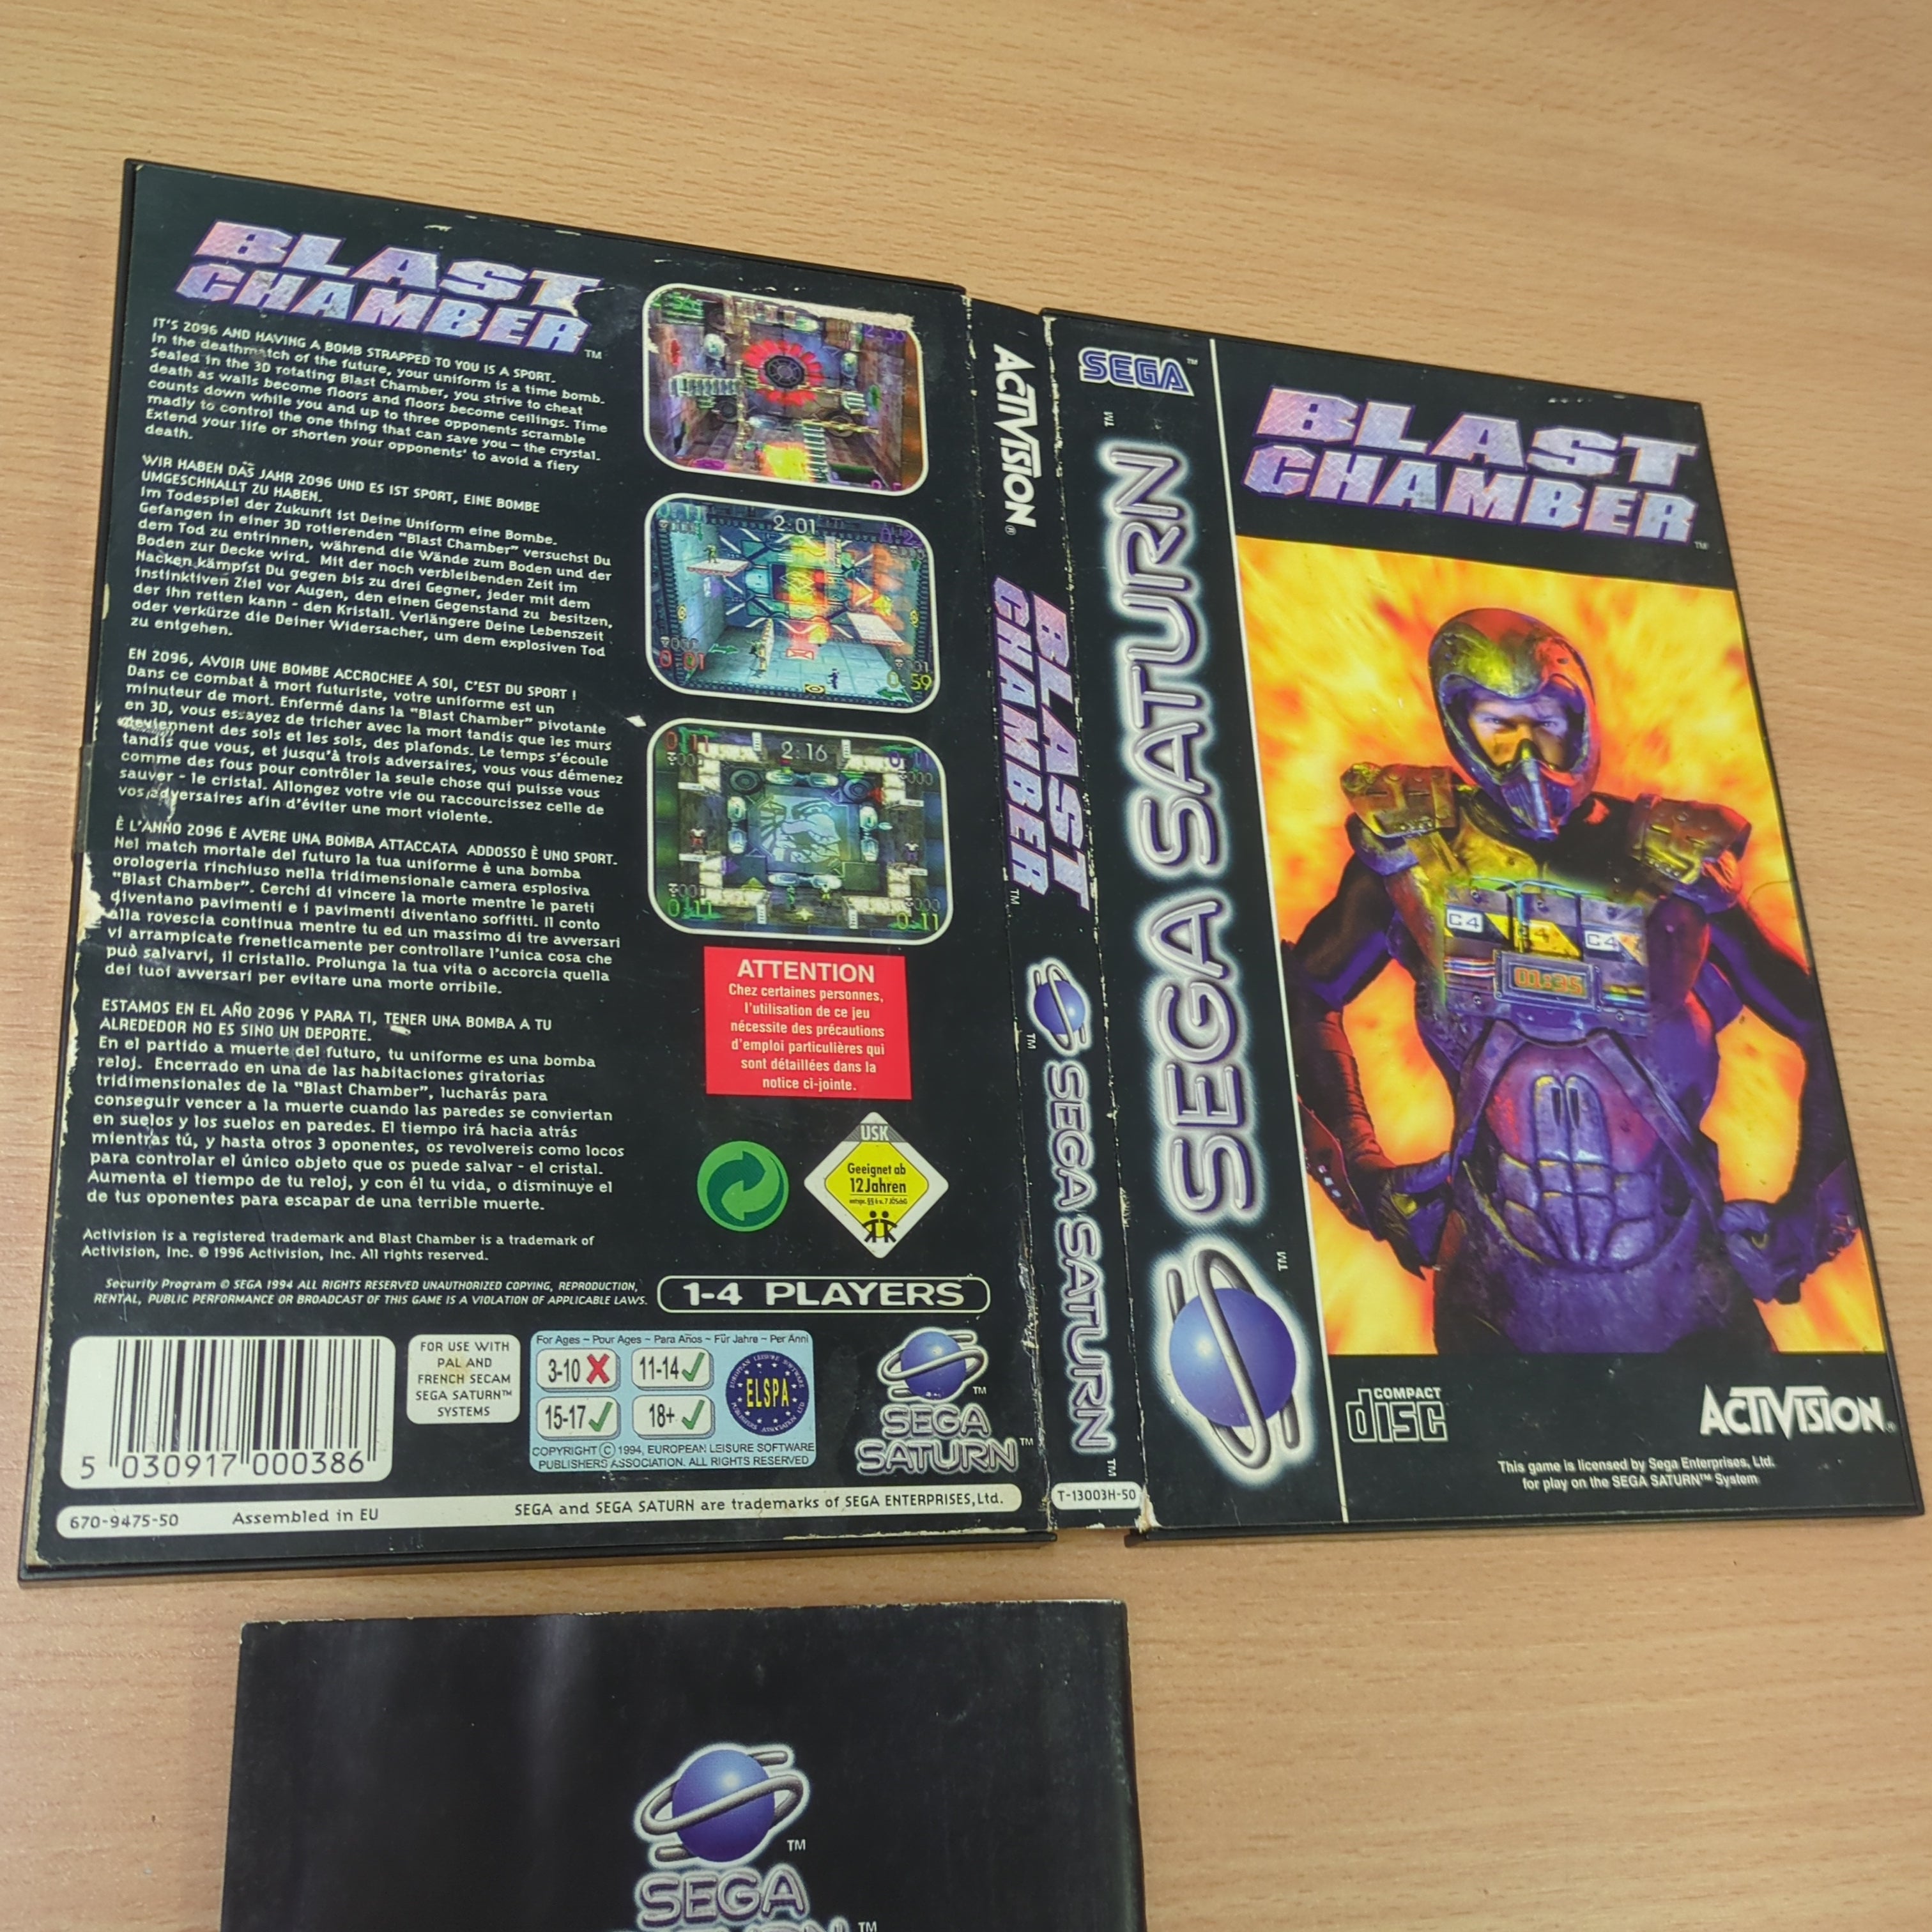 BLAST
CHAMBER™
IT'S 2096 AND HAVING A BOMB STRAPPED TO YOU IS A SPORT.
In the deathmatch of the future, your uniform is a time bomb.
Sealed in the 3D rotating Blast Chamber, you strive to cheat
death as walls become floors and floors become ceilings. Time
counts down while you and up to three opponents scramble
madly to control the one thing that can save you – the crystal.
Extend your life or shorten your opponents' to avoid a fiery
death.
WIR HABEN DAS JAHR 2096 UND ES IST SPORT, EINE BOMBE
UMGESCHNALLT ZU HABEN.
Im Todespiel der Zukunft ist Deine Uniform eine Bombe.
Gefangen in einer 3D rotierenden "Blast Chamber" versuchst Du
dem Tod zu entrinnen, während die Wände zum Boden und der
Boden zur Decke wird. Mit der noch verbleibenden Zeit im
Nacken kämpfst Du gegen bis zu drei Gegner, jeder mit dem
instinktiven Ziel vor Augen, den einen Gegenstand zu besitzen,
der ihn retten kann - den Kristall. Verlängere Deine Lebenszeit
oder verkürze die Deiner Widersacher, um dem explosiven Tod
zu entgehen.
EN 2096, AVOIR UNE BOMBE ACCROCHEE A SOI, C'EST DU SPORT !
Dans ce combat à mort futuriste, votre uniforme est un
minuteur de mort. Enfermé dans la "Blast Chamber" pivotante
en 3D, vous essayez de tricher avec la mort tandis que les murs
deviennent des sols et les sols, des plafonds. Le temps s'écoule
tandis que vous, et jusqu'à trois adversaires, vous vous démenez
comme des fous pour contrôler la seule chose qui puisse vous
sauver - le cristal. Allongez votre vie ou raccourcissez celle de
vos adversaires afin d'éviter une mort violente.
È L'ANNO 2096 E AVERE UNA BOMBA ATTACCATA ADDOSSO È UNO SPORT.
Nel match mortale del futuro la tua uniforme è una bomba
orologeria rinchiuso nella tridimensionale camera esplosiva
"Blast Chamber". Cerchi di vincere la morte mentre le pareti
diventano pavimenti e i pavimenti diventano soffitti. Il conto
alla rovescia continua mentre tu ed un massimo di tre avversari
vi arrampicate freneticamente per controllare l'unica cosa che
può salvarvi, il cristallo. Prolunga la tua vita o accorcia quella
dei tuoi avversari per evitare una morte orribile.
ESTAMOS EN EL AÑO 2096 Y PARA TI, TENER UNA BOMBA A TU
ALREDEDOR NO ES SINO UN DEPORTE.
En el partido a muerte del futuro, tu uniforme es una bomba
reloj. Encerrado en una de las habitaciones giratorias
tridimensionales de la "Blast Chamber", lucharás para
conseguir vencer a la muerte cuando las paredes se conviertan
en suelos y los suelos en paredes. El tiempo irá hacia atrás
mientras tú, y hasta otros 3 oponentes, os revolvereis como locos
para controlar el único objeto que os puede salvar - el cristal.
Aumenta el tiempo de tu reloj, y con él tu vida, o disminuye el
de tus oponentes para escapar de una terrible muerte.
Activision is a registered trademark and Blast Chamber is a trademark of
Activision, Inc. © 1996 Activision, Inc. All rights reserved.
Security Program © SEGA 1994 ALL RIGHTS RESERVED UNAUTHORIZED COPYING, REPRODUCTION,
RENTAL, PUBLIC PERFORMANCE OR BROADCAST OF THIS GAME IS A VIOLATION OF APPLICABLE LAWS.
2:01
59
2:16
0:11
0:11
ATTENTION
Chez certaines personnes,
l'utilisation de ce jeu
nécessite des précautions
d'emploi particulières qui
sont détaillées dans la
notice ci-jointe.
USK
Geeignet ab
12 Jahren
1-4 PLAYERS
5 030917 000386
FOR USE WITH
PAL AND
FRENCH SECAM
SEGA SATURN™
SYSTEMS
For Ages ~ Pour Ages ~ Para Años ~ Für Jahre ~ Per Anni
3-10 11-14
15-17 18+
ELSPA
COPYRIGHT © 1994, EUROPEAN LEISURE SOFTWARE
PUBLISHERS ASSOCIATION. ALL RIGHTS RESERVED
™
SEGA
SATURN™
670-9475-50 Assembled in EU SEGA and SEGA SATURN are trademarks of SEGA ENTERPRISES, Ltd.
ACTIVISION®
BLAST
CHAMBER™
™
SEGA SATURN™
T-13003H-50
SEGA™
SEGA SATURN™
™
BLAST
CHAMBER™
C4 C4 C4
01:35
COMPACT
disc
ACTIVISION®
This game is licensed by Sega Enterprises, Ltd.
for play on the SEGA SATURN™ System
™
SEGA
SATURN™